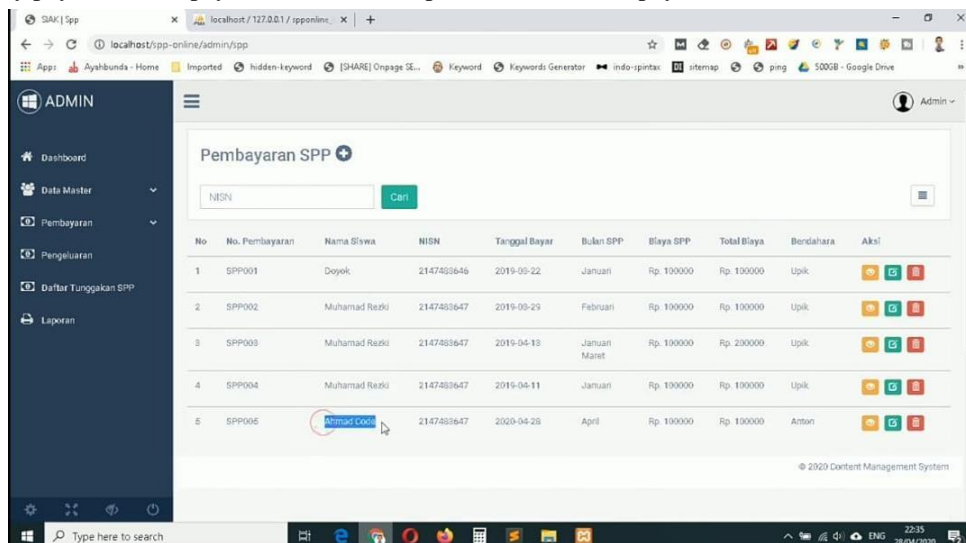 SIAK | Spp
localhost / 127.0.0.1 / spponline_
localhost/spp-online/admin/spp
Apps Ayahbunda - Home Imported hidden-keyword [SHARE] Onpage SE... Keyword Keywords Generator indo-spintax sitemap ping 500GB - Google Drive
ADMIN
Admin
Dashboard
Data Master
Pembayaran
Pengeluaran
Daftar Tunggakan SPP
Laporan
Pembayaran SPP
NISN Cari
No No. Pembayaran Nama Siswa NISN Tanggal Bayar Bulan SPP Biaya SPP Total Biaya Bendahara Aksi
1 SPP001 Doyok 2147483646 2019-03-22 Januari Rp. 100000 Rp. 100000 Upik
2 SPP002 Muhamad Rezki 2147483647 2019-03-29 Februari Rp. 100000 Rp. 100000 Upik
3 SPP003 Muhamad Rezki 2147483647 2019-04-13 Januari Rp. 100000 Rp. 200000 Upik
Maret
4 SPP004 Muhamad Rezki 2147483647 2019-04-11 Januari Rp. 100000 Rp. 100000 Upik
5 SPP005 Ahmad Coda 2147483647 2020-04-28 April Rp. 100000 Rp. 100000 Anton
© 2020 Content Management System
Type here to search
ENG
22:35
28/04/2020